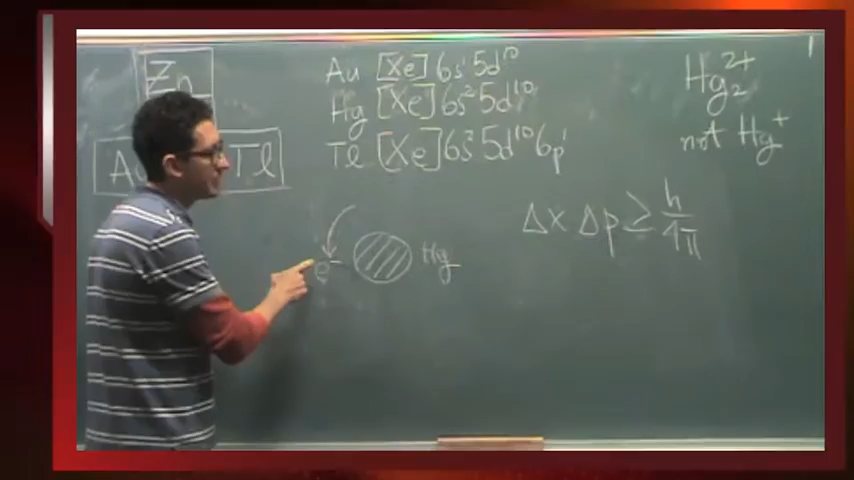 Zn
Au [Xe] 6s¹ 5d¹⁰
Hg [Xe] 6s² 5d¹⁰
Tl [Xe] 6s² 5d¹⁰ 6p¹
Hg₂²⁺
not Hg⁺
A Tl
Δx Δp ≥ h/4π
e⁻ Hg